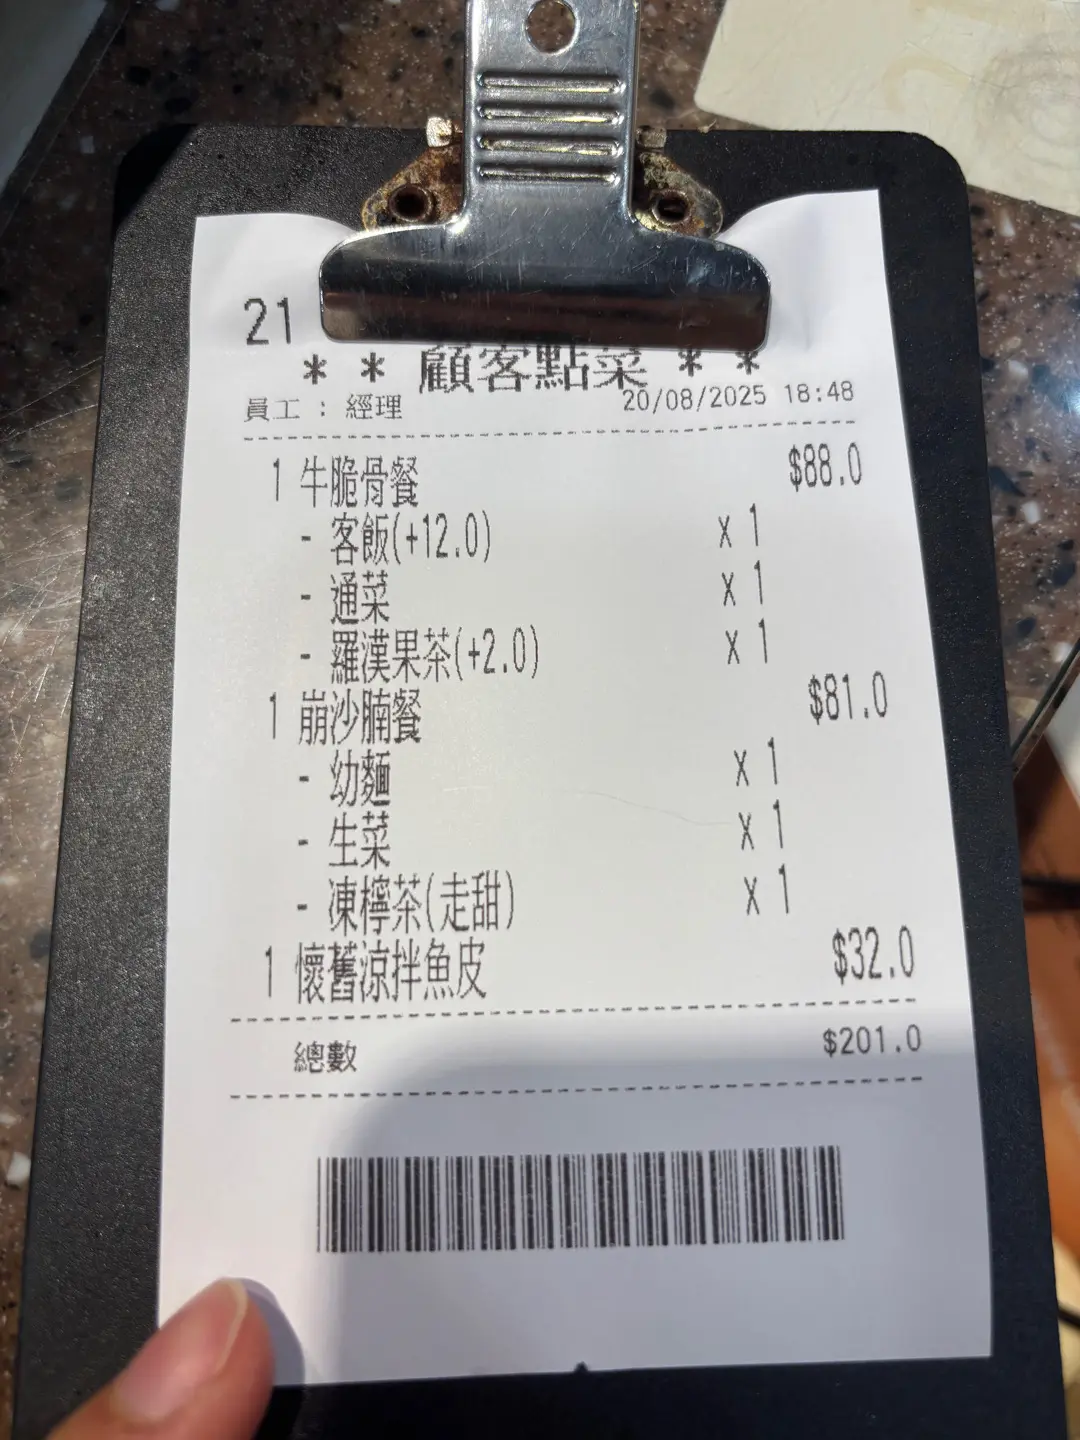 21
* * 顧客點菜 * *
員工 : 經理 20/08/2025 18:48
1 牛脆骨餐 $88.0
- 客飯(+12.0) x 1
- 通菜 x 1
- 羅漢果茶(+2.0) x 1
1 崩沙腩餐 $81.0
- 幼麵 x 1
- 生菜 x 1
- 凍檸茶(走甜) x 1
1 懷舊涼拌魚皮 $32.0
總數 $201.0